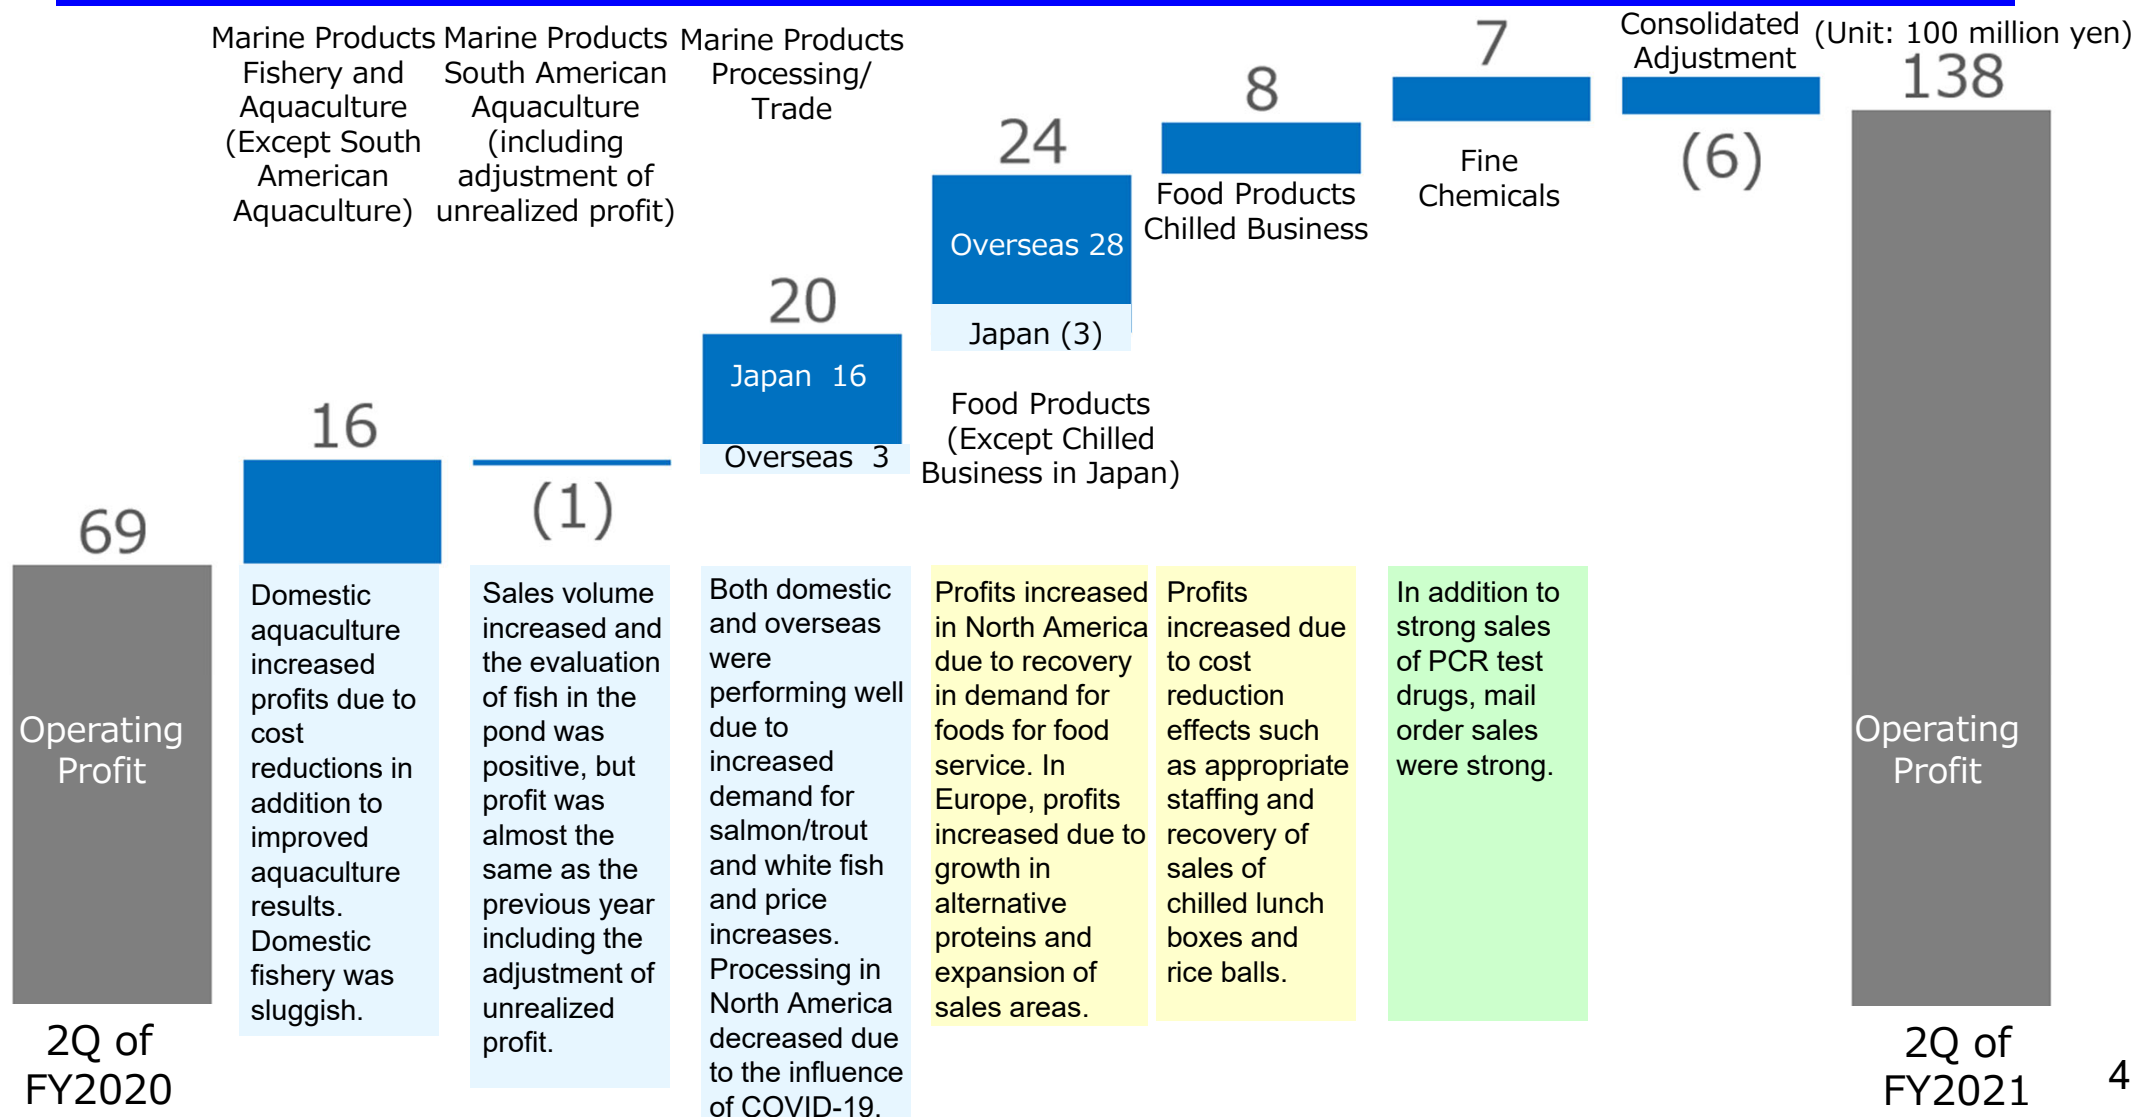 Marine Products
Fishery and
Aquaculture
(Except South
American
Aquaculture)
Marine Products
South American
Aquaculture
(including
adjustment of
unrealized profit)
Marine Products
Processing/
Trade
7
Consolidated
Adjustment
(Unit: 100 million yen)
138
8
24
(6)
Fine
Chemicals
Food Products
Chilled Business
Overseas 28
Japan (3)
20
Japan 16
Overseas 3
Food Products
(Except Chilled
Business in Japan)
16
(1)
69
Operating
Profit
2Q of
FY2020
Domestic
aquaculture
increased
profits due to
cost
reductions in
addition to
improved
aquaculture
results.
Domestic
fishery was
sluggish.
Sales volume
increased and
the evaluation
of fish in the
pond was
positive, but
profit was
almost the
same as the
previous year
including the
adjustment of
unrealized
profit.
Both domestic
and overseas
were
performing well
due to
increased
demand for
salmon/trout
and white fish
and price
increases.
Processing in
North America
decreased due
to the influence
of COVID-19.
Profits increased
in North America
due to recovery
in demand for
foods for food
service. In
Europe, profits
increased due to
growth in
alternative
proteins and
expansion of
sales areas.
Profits
increased due
to cost
reduction
effects such
as appropriate
staffing and
recovery of
sales of
chilled lunch
boxes and
rice balls.
In addition to
strong sales
of PCR test
drugs, mail
order sales
were strong.
Operating
Profit
2Q of
FY2021
4